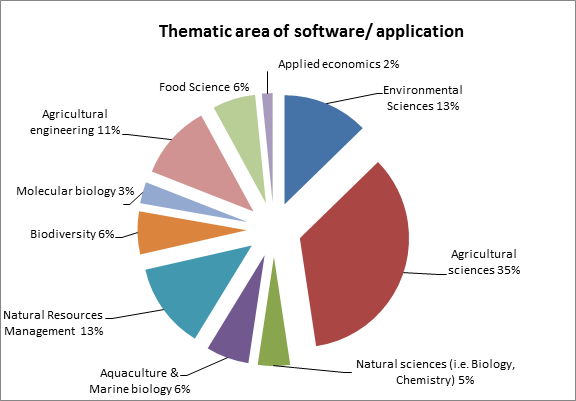 Thematic area of software/ application
Applied economics 2%
Environmental
Sciences 13%
Agricultural
sciences 35%
Natural sciences (i.e. Biology,
Chemistry) 5%
Aquaculture &
Marine biology 6%
Natural Resources
Management  13%
Biodiversity 6%
Molecular biology 3%
Agricultural
engineering 11%
Food Science 6%